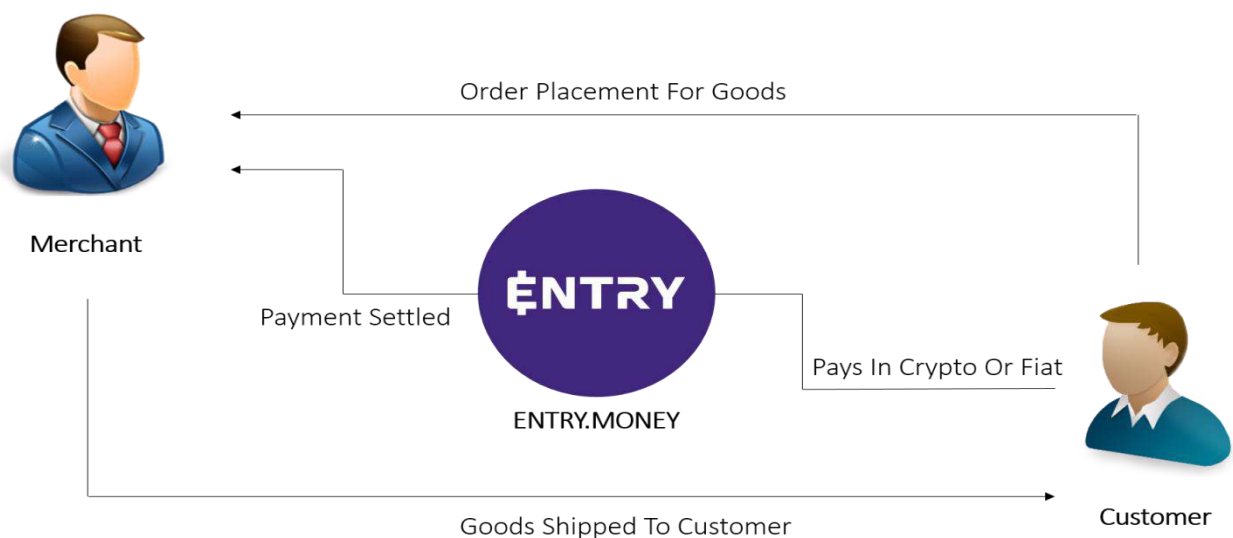 Order Placement For Goods
Merchant
ENTRY
Payment Settled
Pays In Crypto Or Fiat
ENTRY.MONEY
Customer
Goods Shipped To Customer